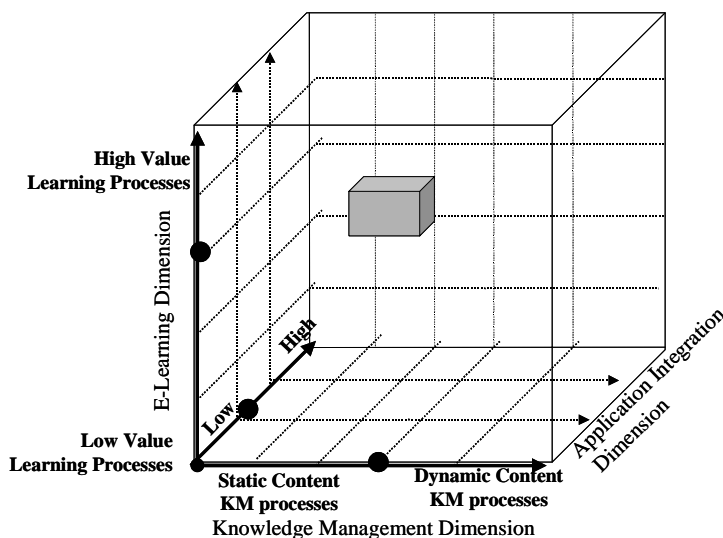 High Value
Learning Processes
E-Learning Dimension
High
Low
Application Integration
Dimension
Low Value
Learning Processes
Static Content
KM processes
Dynamic Content
KM processes
Knowledge Management Dimension